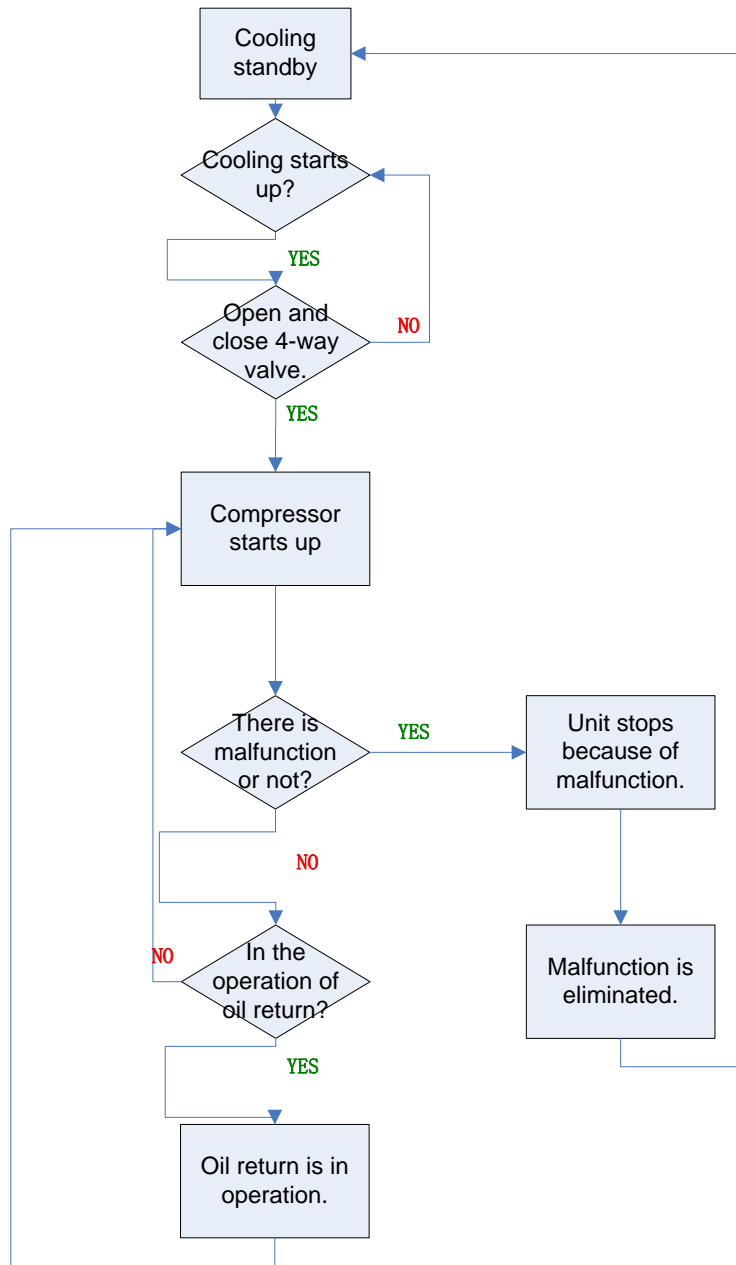 Cooling
standby
Cooling starts
up?
YES
Open and
close 4-way
valve.
NO
YES
Compressor
starts up
There is
malfunction
or not?
YES
Unit stops
because of
malfunction.
NO
In the
operation of
oil return?
NO
Malfunction is
eliminated.
YES
Oil return is in
operation.